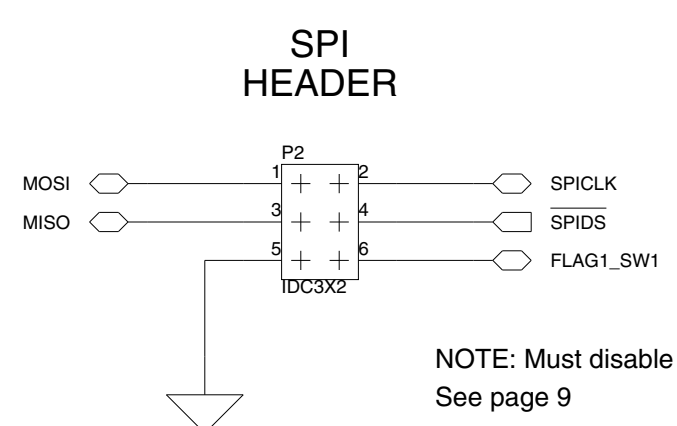 SPI
HEADER
P2
MOSI 1 2 SPICLK
MISO 3 4 SPIDS
5 6 FLAG1_SW1
IDC3X2
NOTE: Must disable
See page 9